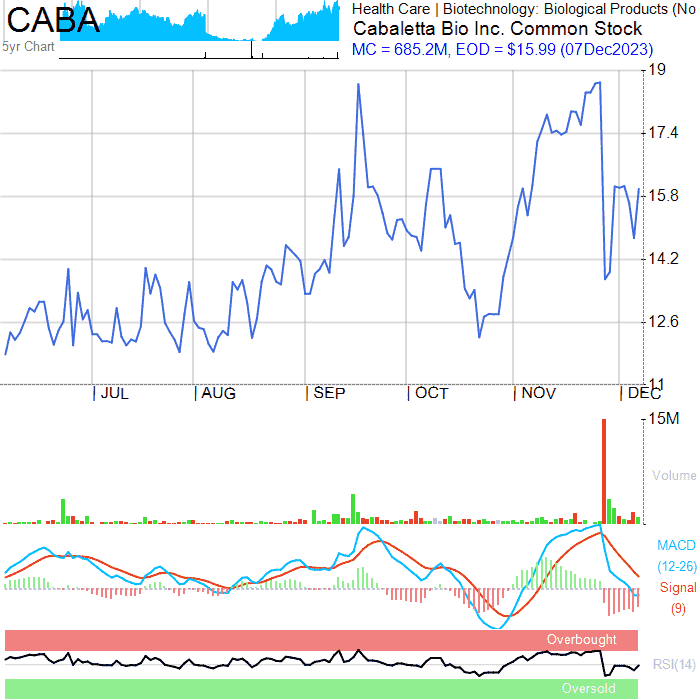 CABA
5yr Chart
Health Care | Biotechnology: Biological Products (No
Cabaletta Bio Inc. Common Stock
MC = 685.2M, EOD = $15.99 (07Dec2023)
19
17.4
15.8
14.2
12.6
11
JUL
AUG
SEP
OCT
NOV
DEC
15M
Volume
MACD
(12-26)
Signal
(9)
Overbought
RSI(14)
Oversold